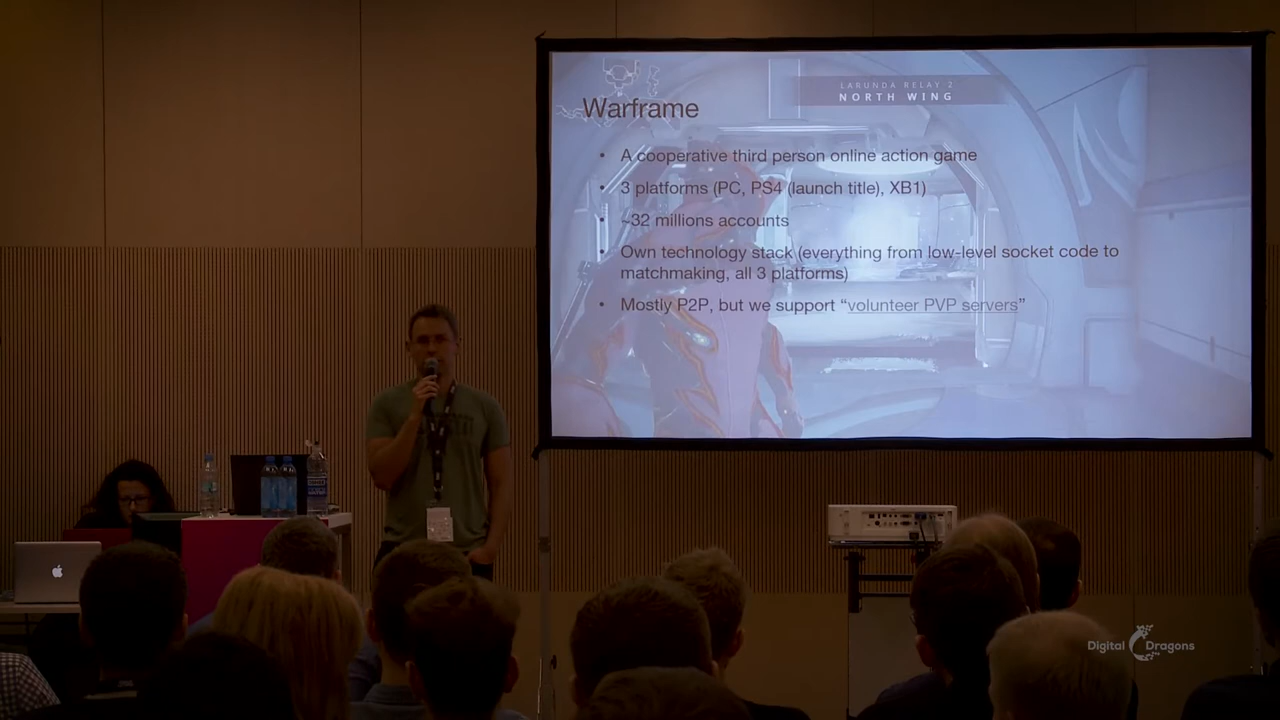 LARUNDA RELAY 2
NORTH WING
Warframe
• A cooperative third person online action game
• 3 platforms (PC, PS4 (launch title), XB1)
• ~32 millions accounts
• Own technology stack (everything from low-level socket code to
matchmaking, all 3 platforms)
• Mostly P2P, but we support “volunteer PVP servers”
Digital Dragons